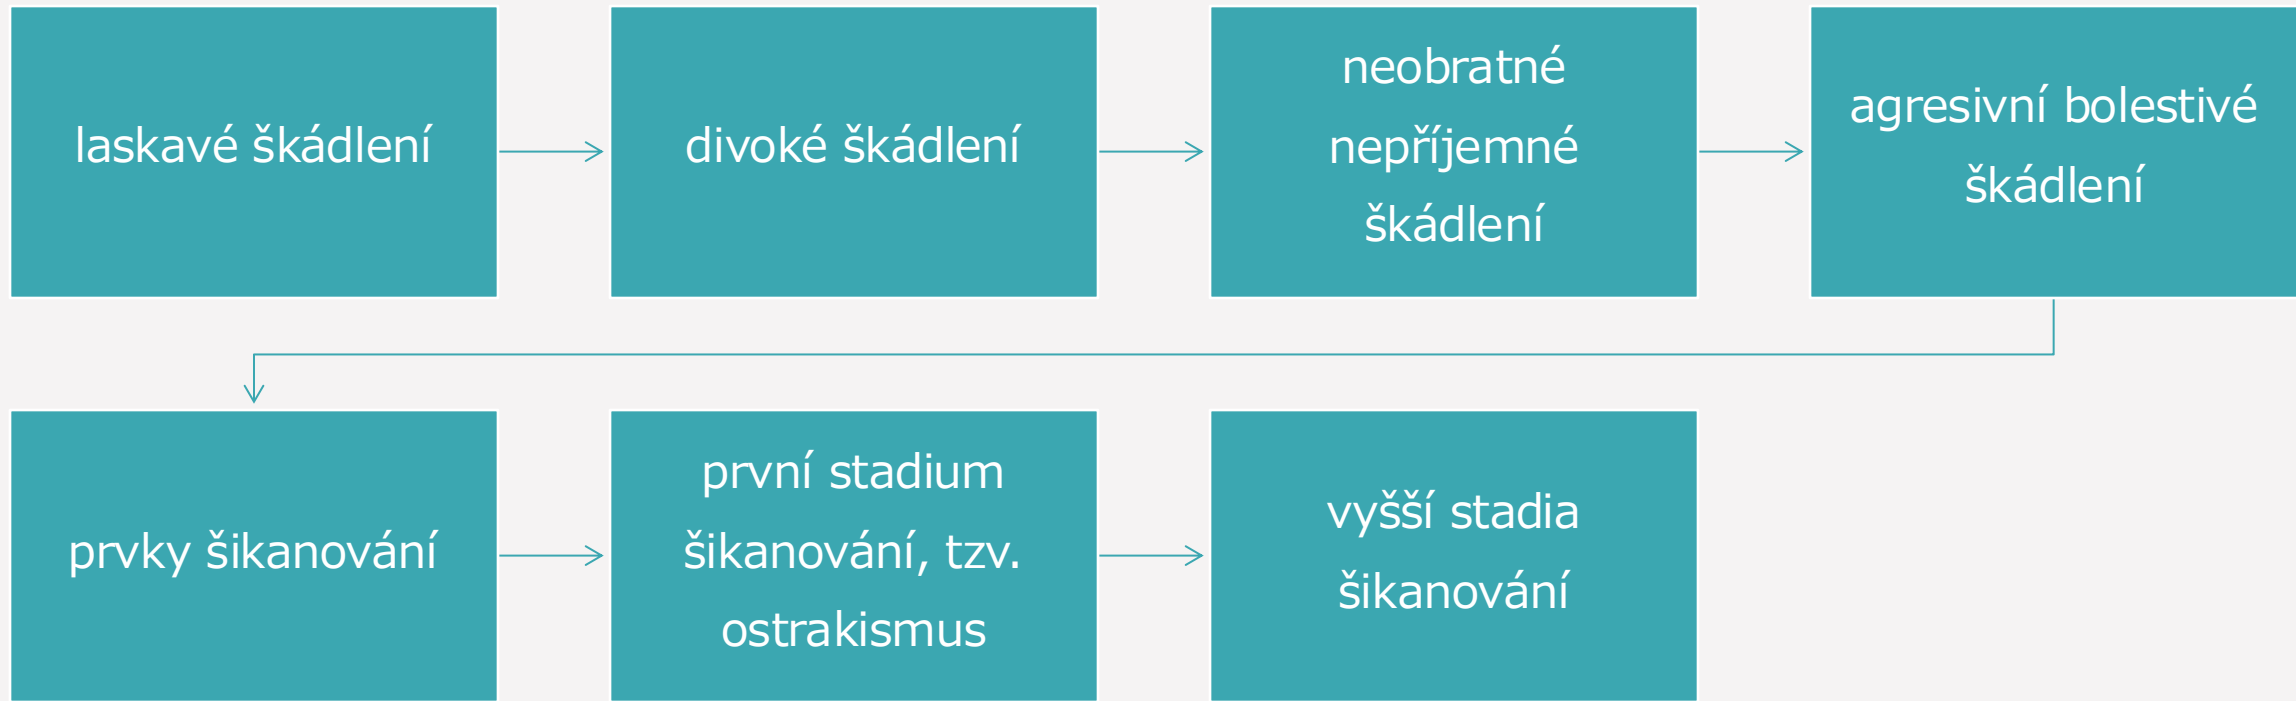 laskavé škádlení
divoké škádlení
neobratné
nepříjemné
škádlení
agresivní bolestivé
škádlení
prvky šikanování
první stadium
šikanování, tzv.
ostrakismus
vyšší stadia
šikanování